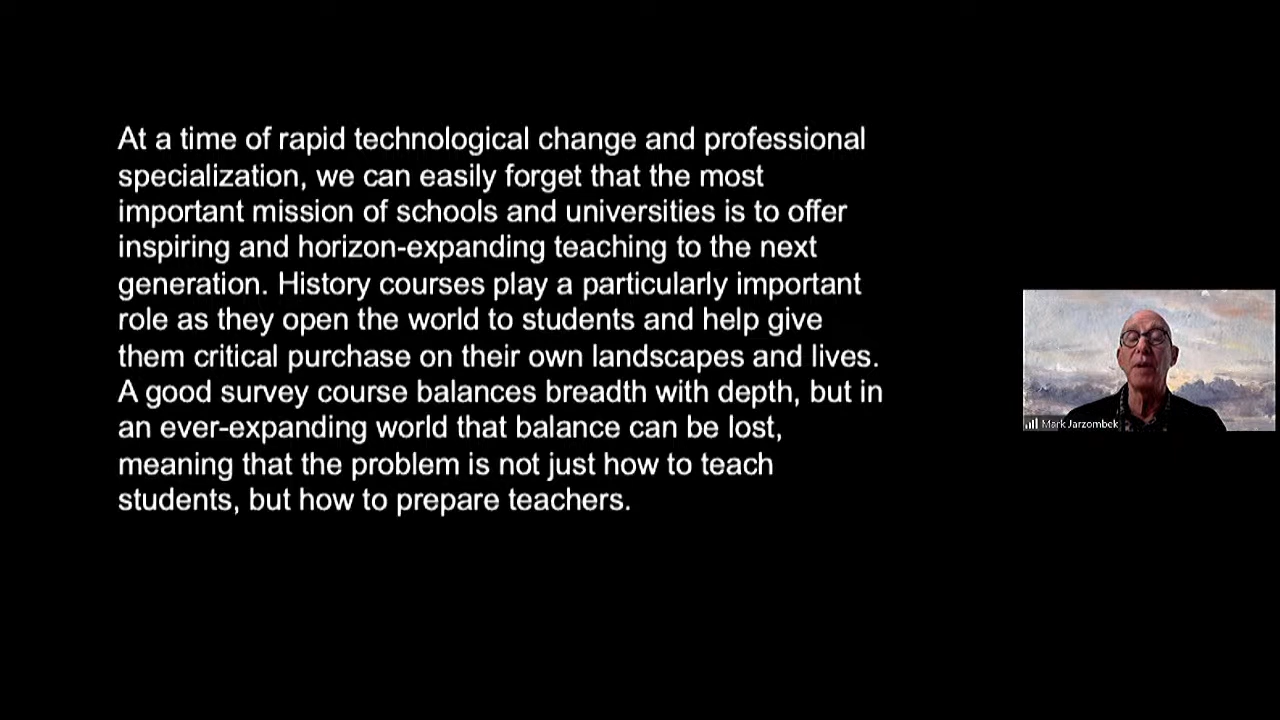 At a time of rapid technological change and professional
specialization, we can easily forget that the most
important mission of schools and universities is to offer
inspiring and horizon-expanding teaching to the next
generation. History courses play a particularly important
role as they open the world to students and help give
them critical purchase on their own landscapes and lives.
A good survey course balances breadth with depth, but in
an ever-expanding world that balance can be lost,
meaning that the problem is not just how to teach
students, but how to prepare teachers.
Mark Jarzombek